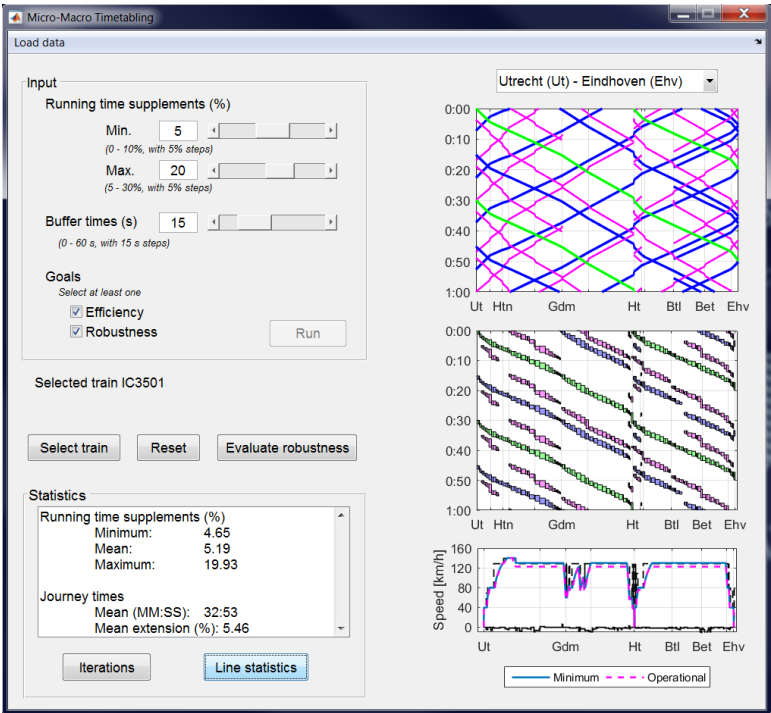 Micro-Macro Timetabling
Load data
Input
Running time supplements (%)
Min. 5
(0 - 10%, with 5% steps)
Max. 20
(5 - 30%, with 5% steps)
Buffer times (s) 15
(0 - 60 s, with 15 s steps)
Goals
Select at least one
Efficiency
Robustness
Run
Selected train IC3501
Select train Reset Evaluate robustness
Statistics
Running time supplements (%)
Minimum: 4.65
Mean: 5.19
Maximum: 19.93
Journey times
Mean (MM:SS): 32:53
Mean extension (%): 5.46
Iterations Line statistics
Utrecht (Ut) - Eindhoven (Ehv)
0:00
0:10
0:20
0:30
0:40
0:50
1:00
Ut Htn Gdm Ht Btl Bet Ehv
0:00
0:10
0:20
0:30
0:40
0:50
1:00
Ut Htn Gdm Ht Btl Bet Ehv
Speed [km/h]
160
120
80
40
0
Ut Gdm Ht Btl Bet Ehv
Minimum Operational